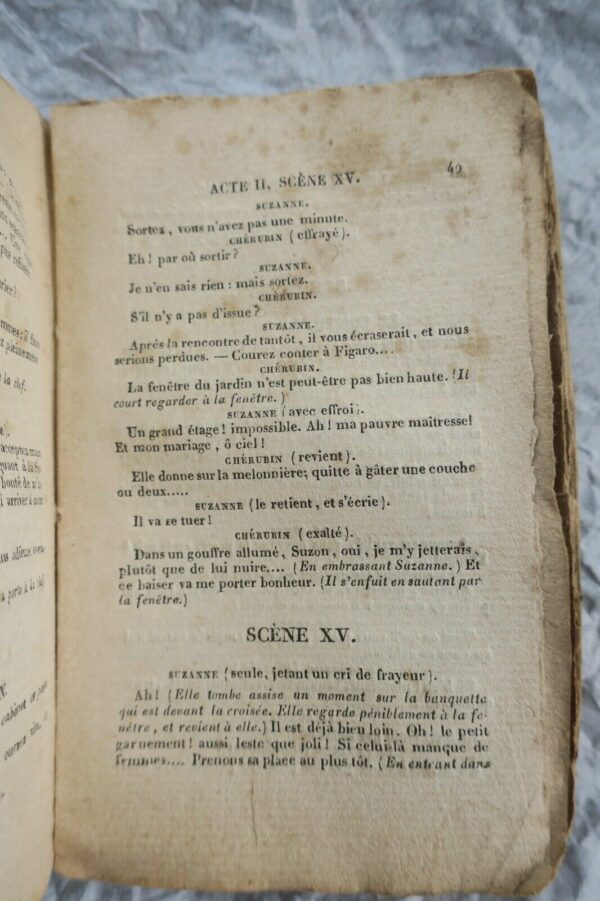 ACTE II, SCÈNE XV.
49
SUZANNE.
Sortez, vous n'avez pas une minute.
CHÉRUBIN (effrayé).
Eh! par où sortir?
SUZANNE.
Je n'en sais rien : mais sortez.
CHÉRUBIN.
S'il n'y a pas d'issue?
SUZANNE.
Après la rencontre de tantôt, il vous écraserait, et nous
serions perdues. — Courez conter à Figaro....
CHÉRUBIN.
La fenêtre du jardin n'est peut-être pas bien haute. (Il
court regarder à la fenêtre.)
SUZANNE (avec effroi).
Un grand étage! impossible. Ah! ma pauvre maîtresse!
Et mon mariage, ô ciel!
CHÉRUBIN (revient).
Elle donne sur la melonnière; quitte à gâter une couche
ou deux.....
SUZANNE (le retient, et s'écrie).
Il va se tuer!
CHÉRUBIN (exalté).
Dans un gouffre allumé, Suzon, oui, je m'y jetterais,
plutôt que de lui nuire.... (En embrassant Suzanne.) Et
ce baiser va me porter bonheur. (Il s'enfuit en sautant par
la fenêtre.)
SCÈNE XV.
SUZANNE (seule, jetant un cri de frayeur).
Ah! (Elle tombe assise un moment sur la banquette
qui est devant la croisée. Elle regarde péniblement à la fe-
nêtre, et revient à elle.) Il est déjà bien loin. Oh! le petit
garnement! aussi leste que joli! Si celui-là manque de
femmes.... Prenons sa place au plus tôt. (En entrant dans